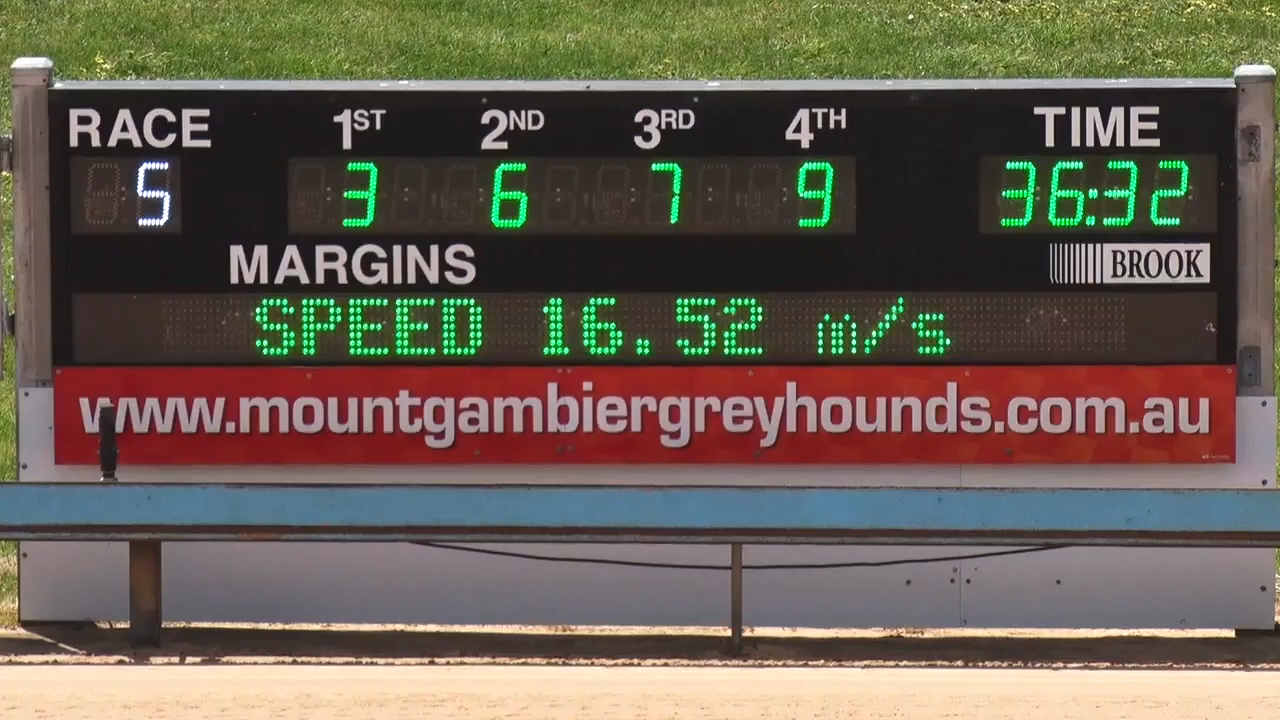 RACE 1ST 2ND 3RD 4TH TIME
5 3 6 7 9 36:32
MARGINS BROOK
SPEED 16.52 m/s
www.mountgambiergreyhounds.com.au